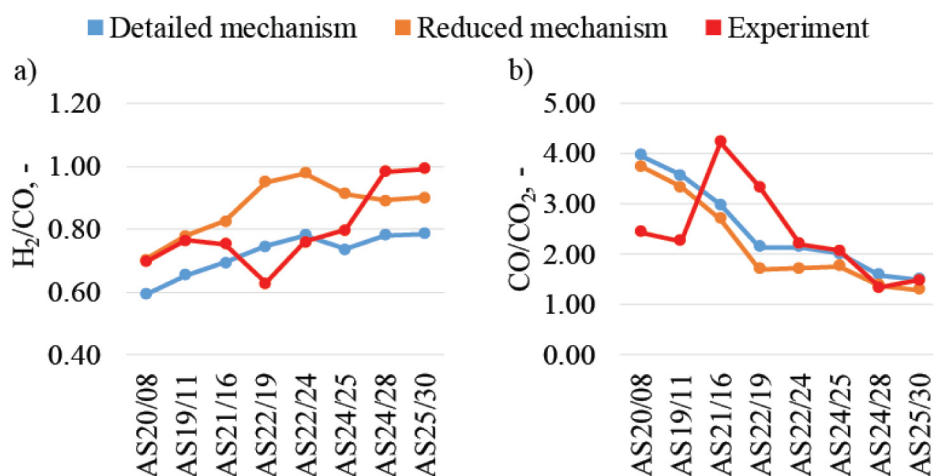 Detailed mechanism Reduced mechanism Experiment
a)
H₂/CO, -
1.20
1.00
0.80
0.60
0.40
AS20/08
AS19/11
AS21/16
AS22/19
AS22/24
AS24/25
AS24/28
AS25/30
b)
CO/CO₂, -
5.00
4.00
3.00
2.00
1.00
0.00
AS20/08
AS19/11
AS21/16
AS22/19
AS22/24
AS24/25
AS24/28
AS25/30